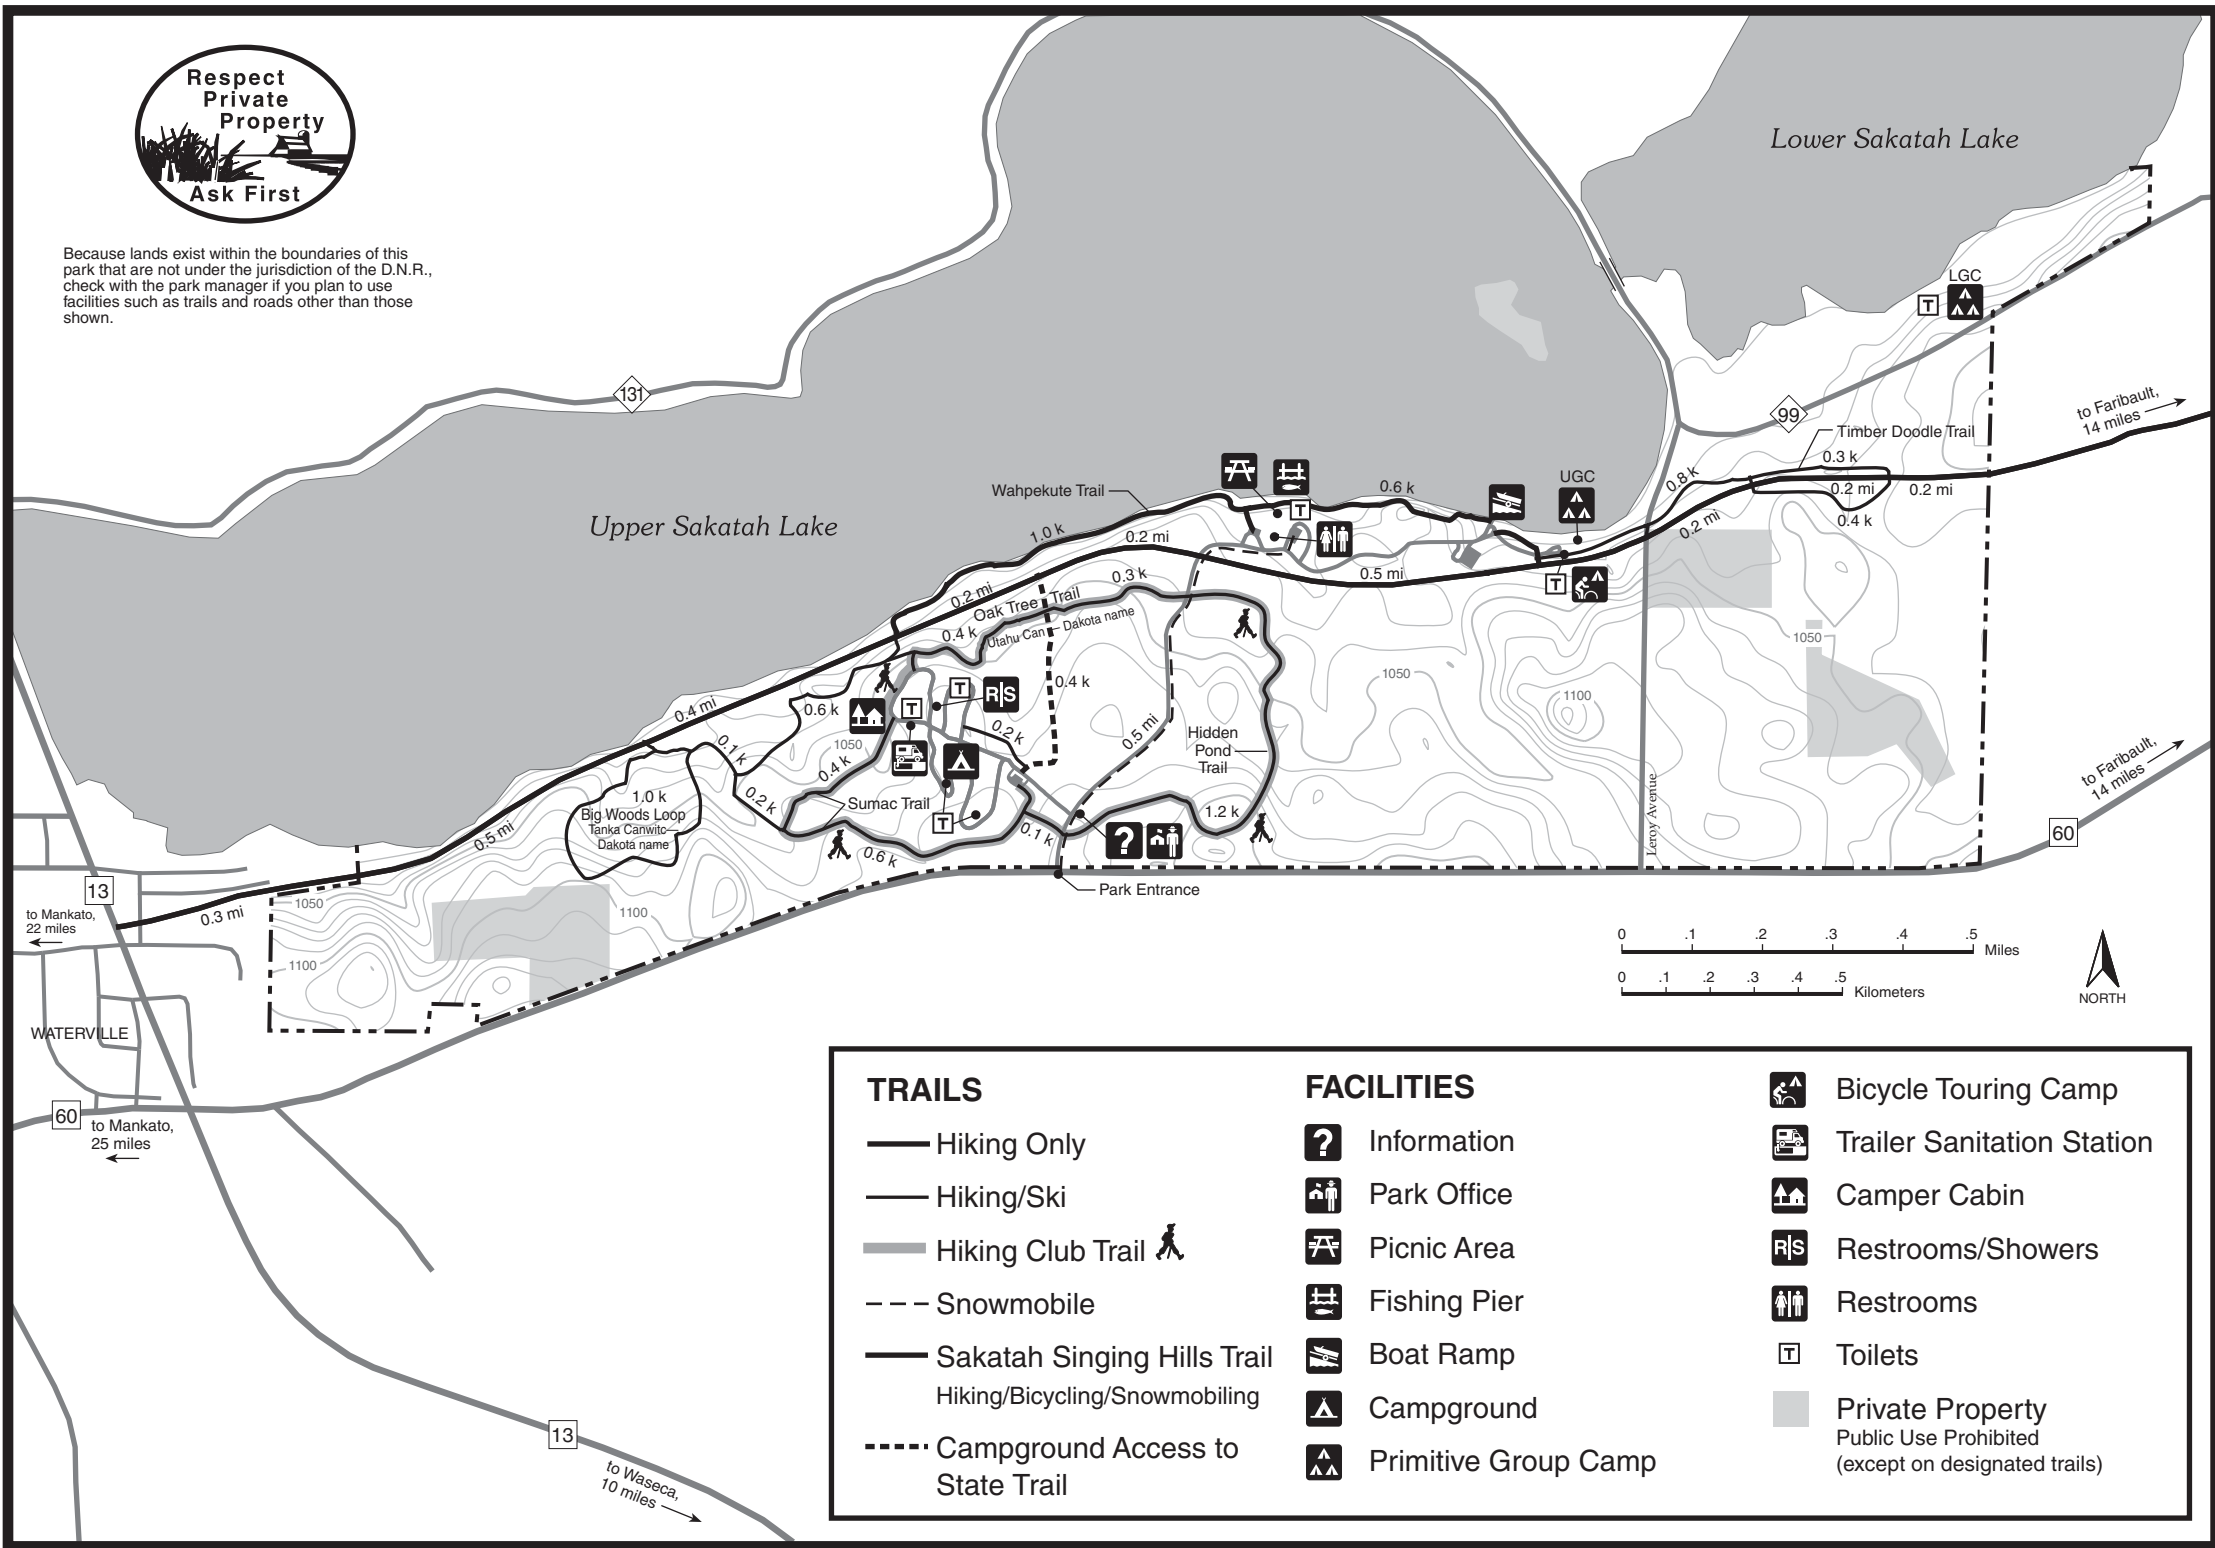 Respect
Private
Property
Ask First
Because lands exist within the boundaries of this
park that are not under the jurisdiction of the D.N.R.,
check with the park manager if you plan to use
facilities such as trails and roads other than those
shown.
Lower Sakatah Lake
LGC
T
131
99
to Faribault,
14 miles
Timber Doodle Trail
0.3 k
0.8 k
0.2 mi
0.2 mi
0.4 k
0.2 mi
UGC
Wahpekute Trail
0.6 k
T
Upper Sakatah Lake
1.0 k
0.2 mi
0.5 mi
T
0.3 k
0.2 mi
Oak Tree Trail
Utahu Can — Dakota name
0.4 k
1050
1050
1100
0.4 k
T
R|S
0.4 mi
0.6 k
T
0.2 k
0.5 mi
Hidden
Pond
Trail
0.1 k
1050
0.4 k
to Faribault,
14 miles
Leroy Avenue
1.0 k
Big Woods Loop
Tanka Canwitc
Dakota name
0.2 k
Sumac Trail
T
1.2 k
0.1 k
?
0.5 mi
0.6 k
60
Park Entrance
13
to Mankato,
22 miles
0.3 mi
1050
1100
1100
0 .1 .2 .3 .4 .5
Miles
0 .1 .2 .3 .4 .5
Kilometers
NORTH
WATERVILLE
60
to Mankato,
25 miles
13
to Waseca,
10 miles
TRAILS
Hiking Only
Hiking/Ski
Hiking Club Trail
Snowmobile
Sakatah Singing Hills Trail
Hiking/Bicycling/Snowmobiling
Campground Access to
State Trail
FACILITIES
? Information
Park Office
Picnic Area
Fishing Pier
Boat Ramp
Campground
Primitive Group Camp
Bicycle Touring Camp
Trailer Sanitation Station
Camper Cabin
R|S Restrooms/Showers
Restrooms
T Toilets
Private Property
Public Use Prohibited
(except on designated trails)